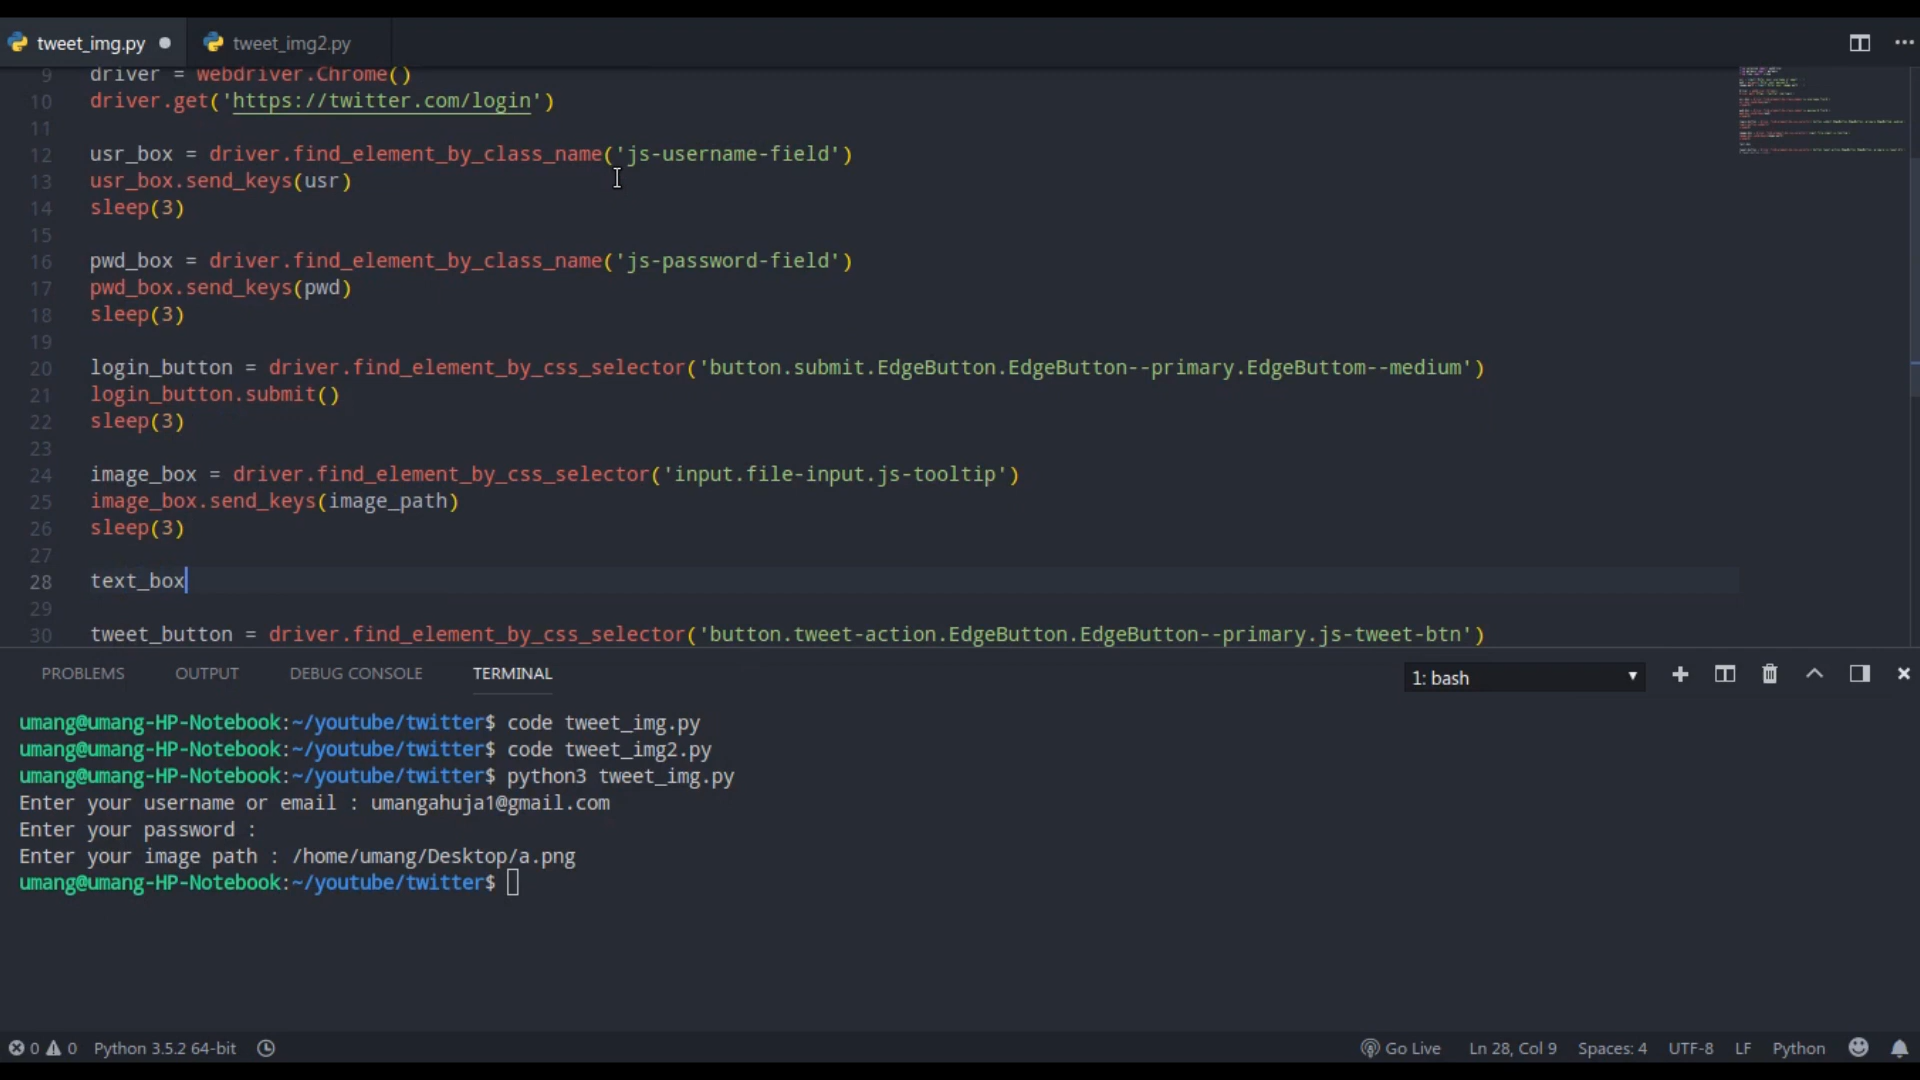 tweet_img.py
tweet_img2.py
9 driver = webdriver.Chrome()
10 driver.get('https://twitter.com/login')
11
12 usr_box = driver.find_element_by_class_name('js-username-field')
13 usr_box.send_keys(usr)
14 sleep(3)
15
16 pwd_box = driver.find_element_by_class_name('js-password-field')
17 pwd_box.send_keys(pwd)
18 sleep(3)
19
20 login_button = driver.find_element_by_css_selector('button.submit.EdgeButton.EdgeButton--primary.EdgeButtom--medium')
21 login_button.submit()
22 sleep(3)
23
24 image_box = driver.find_element_by_css_selector('input.file-input.js-tooltip')
25 image_box.send_keys(image_path)
26 sleep(3)
27
28 text_box
29
30 tweet_button = driver.find_element_by_css_selector('button.tweet-action.EdgeButton.EdgeButton--primary.js-tweet-btn')
PROBLEMS OUTPUT DEBUG CONSOLE TERMINAL 1: bash
umang@umang-HP-Notebook:~/youtube/twitter$ code tweet_img.py
umang@umang-HP-Notebook:~/youtube/twitter$ code tweet_img2.py
umang@umang-HP-Notebook:~/youtube/twitter$ python3 tweet_img.py
Enter your username or email : umangahuja1@gmail.com
Enter your password :
Enter your image path : /home/umang/Desktop/a.png
umang@umang-HP-Notebook:~/youtube/twitter$
0 0 Python 3.5.2 64-bit Go Live Ln 28, Col 9 Spaces: 4 UTF-8 LF Python